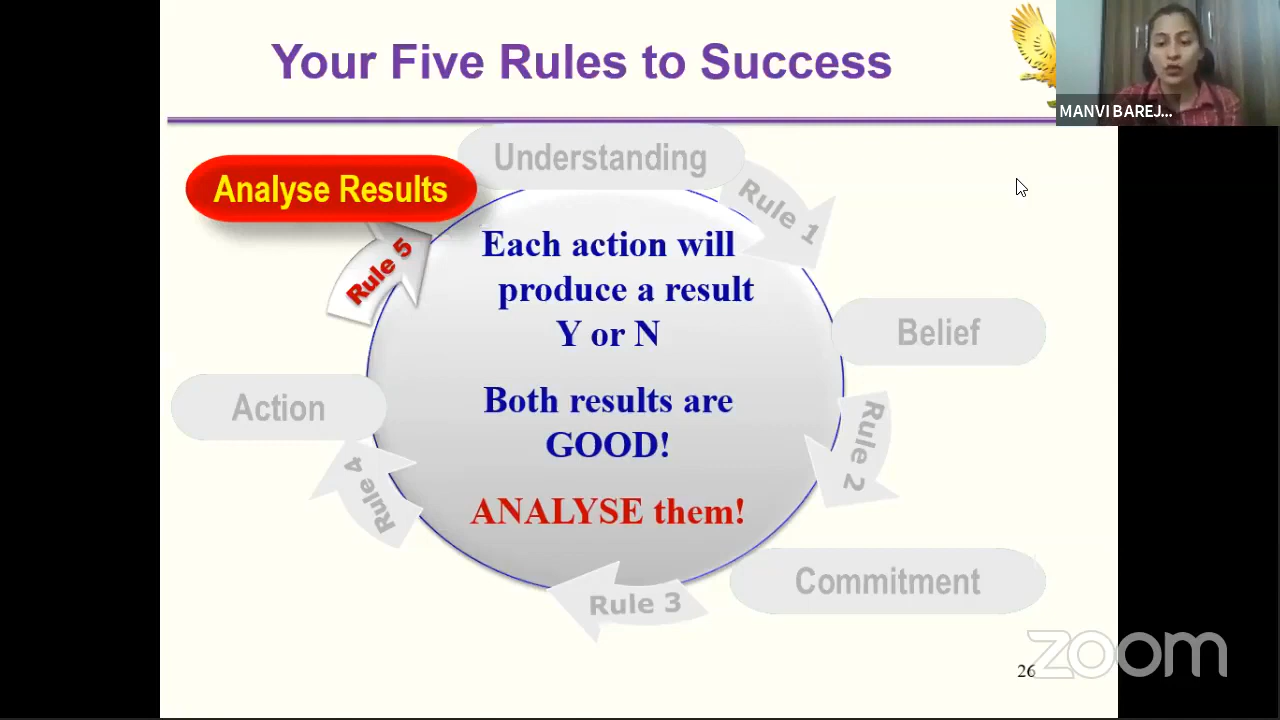 Your Five Rules to Success
MANVI BAREJ...
Understanding
Analyse Results
Rule 1
Rule 5
Each action will
produce a result
Y or N
Belief
Both results are
GOOD!
Action
Rule 2
Rule 4
ANALYSE them!
Commitment
Rule 3
zoom
26